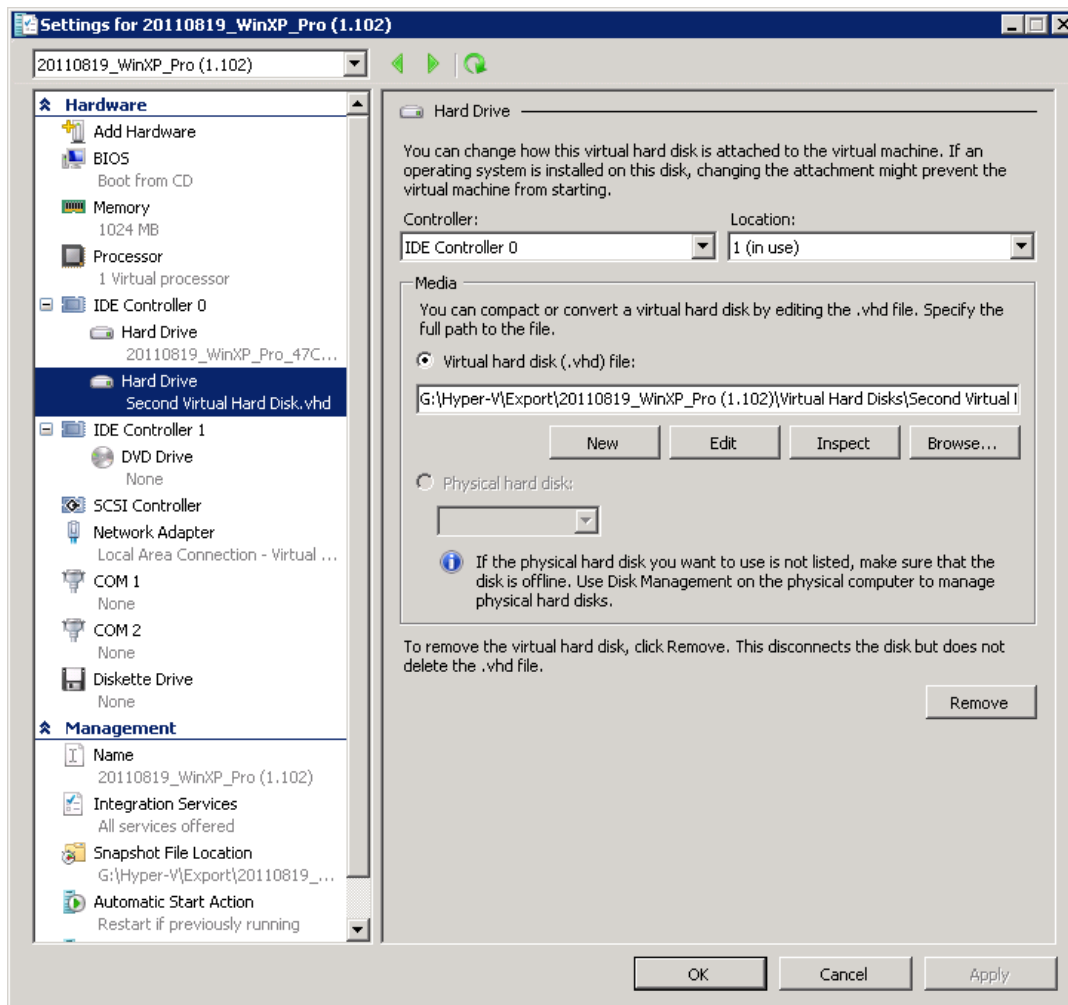 Settings for 20110819_WinXP_Pro (1.102)
20110819_WinXP_Pro (1.102)
Hardware
Add Hardware
BIOS
Boot from CD
Memory
1024 MB
Processor
1 Virtual processor
IDE Controller 0
Hard Drive
20110819_WinXP_Pro_47C...
Hard Drive
Second Virtual Hard Disk.vhd
IDE Controller 1
DVD Drive
None
SCSI Controller
Network Adapter
Local Area Connection - Virtual ...
COM 1
None
COM 2
None
Diskette Drive
None
Management
Name
20110819_WinXP_Pro (1.102)
Integration Services
All services offered
Snapshot File Location
G:\Hyper-V\Export\20110819_...
Automatic Start Action
Restart if previously running
Hard Drive
You can change how this virtual hard disk is attached to the virtual machine. If an
operating system is installed on this disk, changing the attachment might prevent the
virtual machine from starting.
Controller:
Location:
IDE Controller 0
1 (in use)
Media
You can compact or convert a virtual hard disk by editing the .vhd file. Specify the
full path to the file.
Virtual hard disk (.vhd) file:
G:\Hyper-V\Export\20110819_WinXP_Pro (1.102)\Virtual Hard Disks\Second Virtual
New
Edit
Inspect
Browse...
Physical hard disk:
If the physical hard disk you want to use is not listed, make sure that the
disk is offline. Use Disk Management on the physical computer to manage
physical hard disks.
To remove the virtual hard disk, click Remove. This disconnects the disk but does not
delete the .vhd file.
Remove
OK
Cancel
Apply